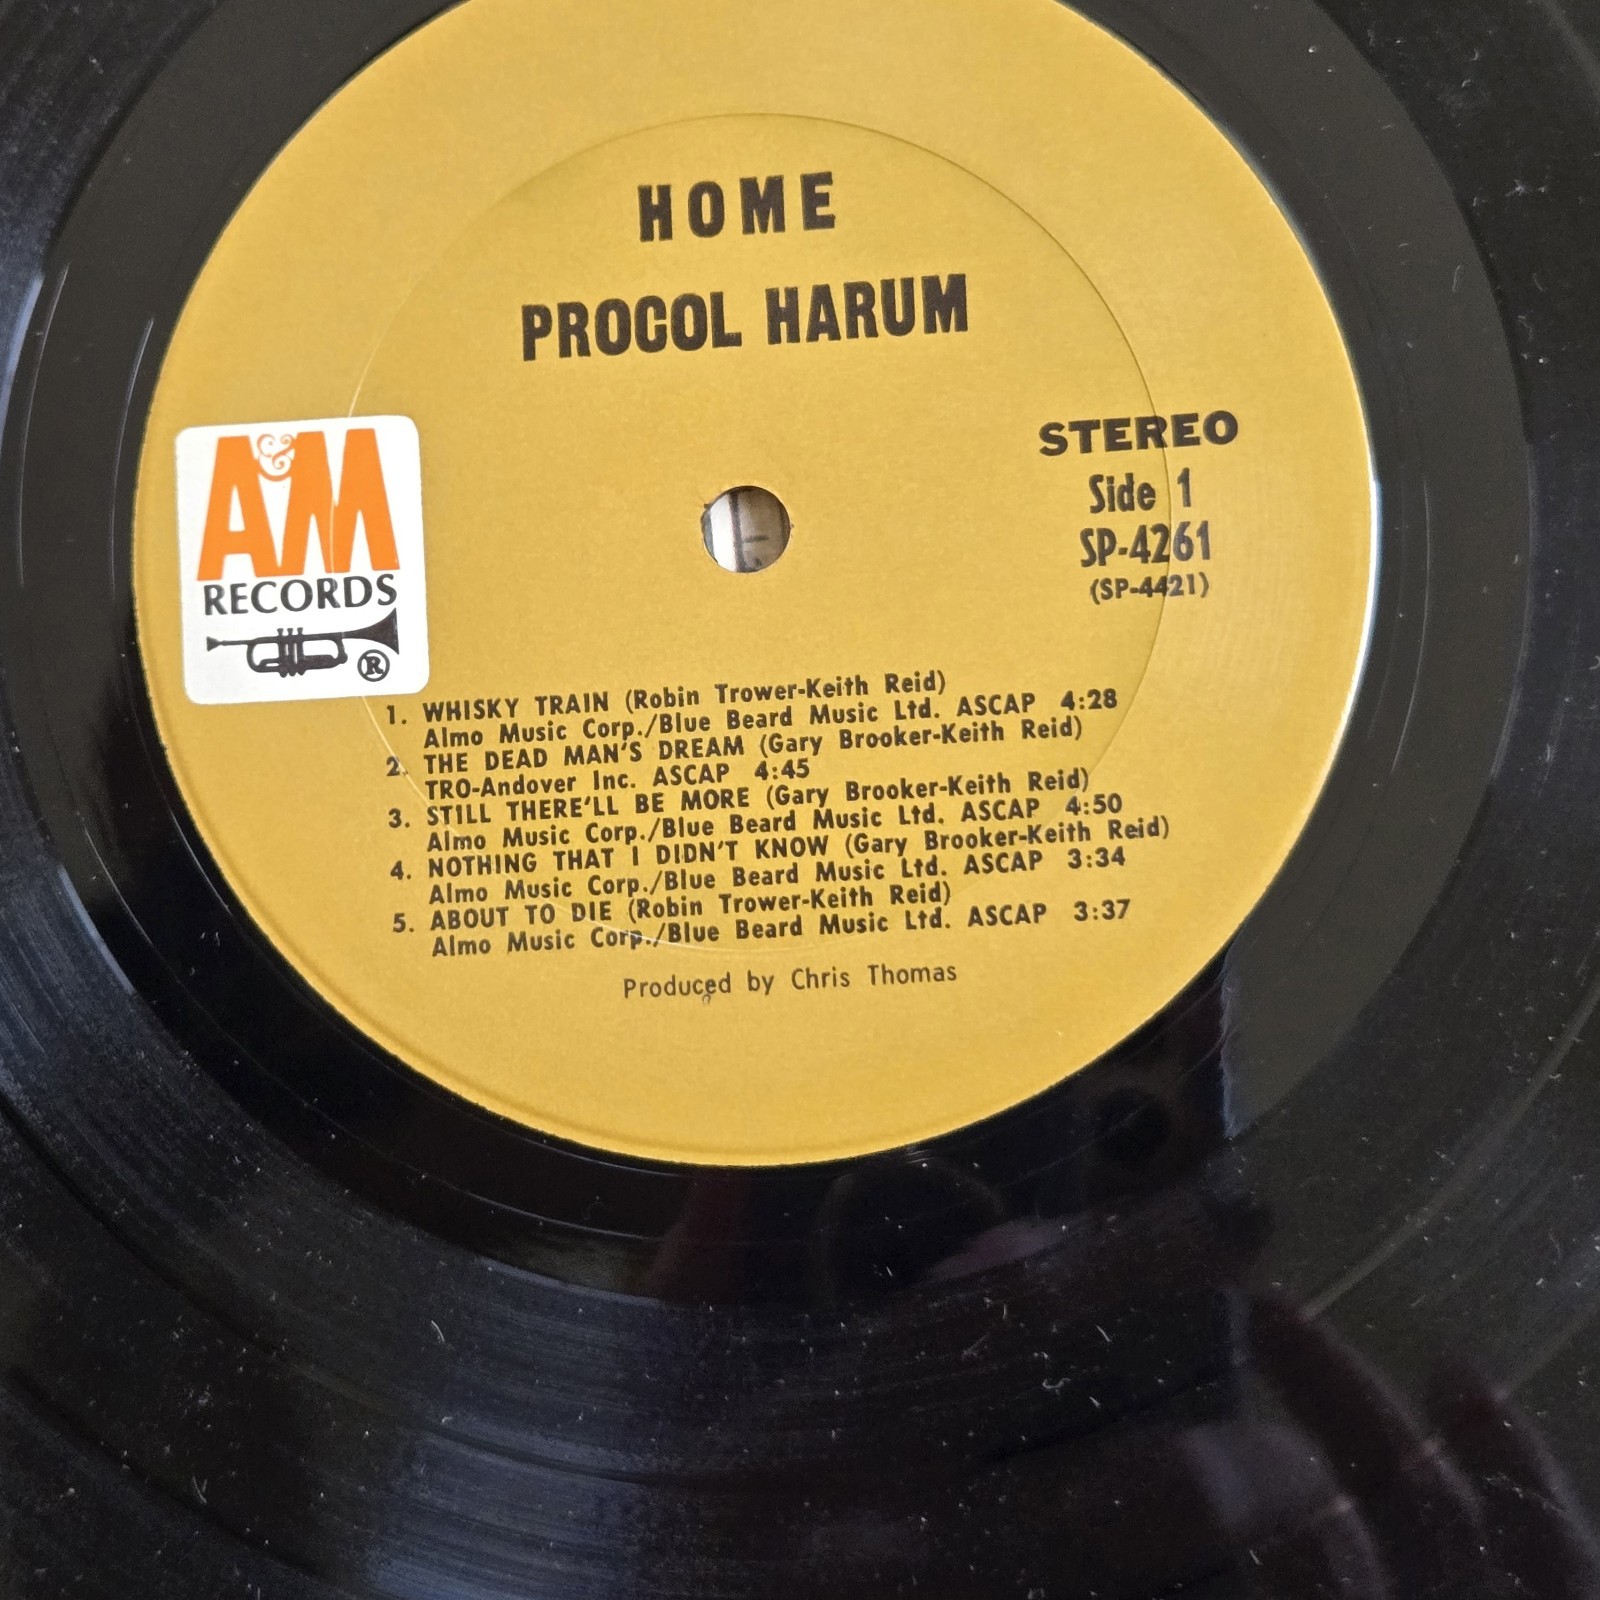 HOME
PROCOL HARUM
A&M
RECORDS
®
STEREO
Side 1
SP-4261
(SP-4421)
1. WHISKY TRAIN (Robin Trower-Keith Reid)
Almo Music Corp./Blue Beard Music Ltd. ASCAP 4:28
2. THE DEAD MAN'S DREAM (Gary Brooker-Keith Reid)
TRO-Andover Inc. ASCAP 4:45
3. STILL THERE'LL BE MORE (Gary Brooker-Keith Reid)
Almo Music Corp./Blue Beard Music Ltd. ASCAP 4:50
4. NOTHING THAT I DIDN'T KNOW (Gary Brooker-Keith Reid)
Almo Music Corp./Blue Beard Music Ltd. ASCAP 3:34
5. ABOUT TO DIE (Robin Trower-Keith Reid)
Almo Music Corp./Blue Beard Music Ltd. ASCAP 3:37
Produced by Chris Thomas